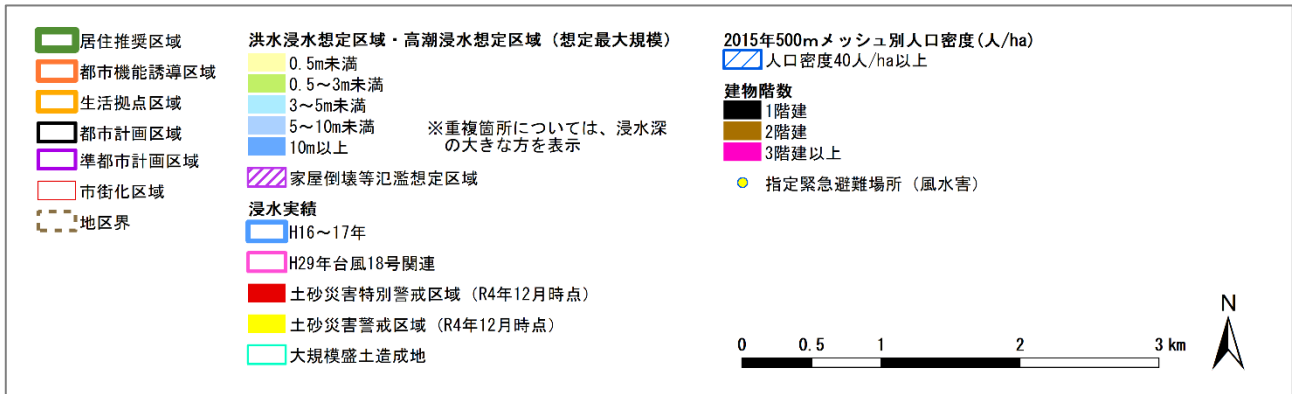 居住推奨区域
都市機能誘導区域
生活拠点区域
都市計画区域
準都市計画区域
市街化区域
地区界
洪水浸水想定区域・高潮浸水想定区域（想定最大規模）
0.5m未満
0.5～3m未満
3～5m未満
5～10m未満
10m以上
※重複箇所については、浸水深
の大きな方を表示
家屋倒壊等氾濫想定区域
浸水実績
H16～17年
H29年台風18号関連
土砂災害特別警戒区域（R4年12月時点）
土砂災害警戒区域（R4年12月時点）
大規模盛土造成地
2015年500mメッシュ別人口密度(人/ha)
人口密度40人/ha以上
建物階数
1階建
2階建
3階建以上
指定緊急避難場所（風水害）
N
0 0.5 1 2 3 km